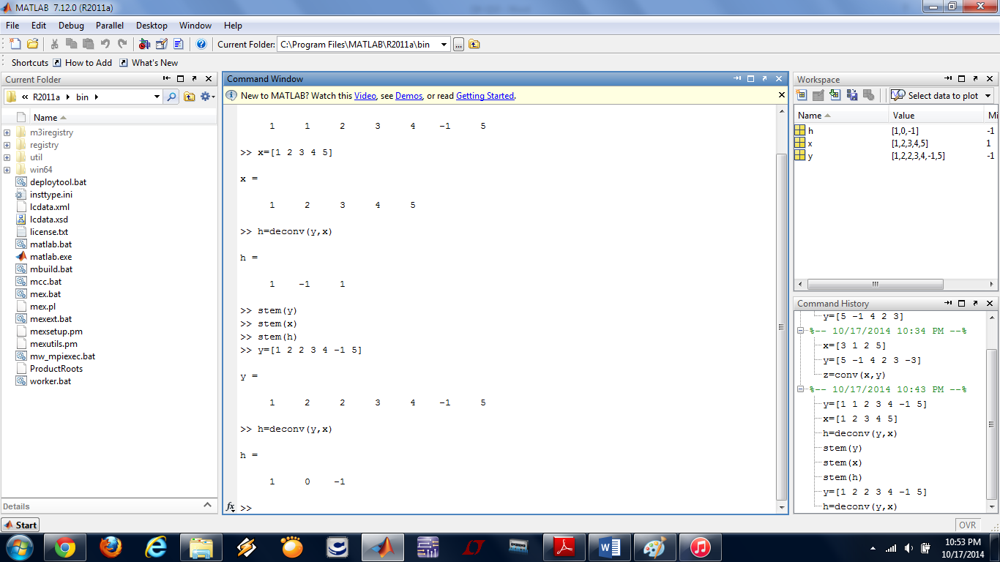 MATLAB 7.12.0 (R2011a)
File Edit Debug Parallel Desktop Window Help
Current Folder: C:\Program Files\MATLAB\R2011a\bin ...
Shortcuts How to Add What's New
Current Folder
« R2011a bin
Name
m3iregistry
registry
util
win64
deploytool.bat
insttype.ini
lcdata.xml
lcdata.xsd
license.txt
matlab.bat
matlab.exe
mbuild.bat
mcc.bat
mex.bat
mex.pl
mexext.bat
mexsetup.pm
mexutils.pm
mw_mpiexec.bat
ProductRoots
worker.bat
Details
Command Window
New to MATLAB? Watch this Video, see Demos, or read Getting Started.
1 1 2 3 4 -1 5
>> x=[1 2 3 4 5]
x =
1 2 3 4 5
>> h=deconv(y,x)
h =
1 -1 1
>> stem(y)
>> stem(x)
>> stem(h)
>> y=[1 2 2 3 4 -1 5]
y =
1 2 2 3 4 -1 5
>> h=deconv(y,x)
h =
1 0 -1
fx >>
Workspace
Select data to plot
Name Value Mi
h [1,0,-1] -1
x [1,2,3,4,5] 1
y [1,2,2,3,4,-1,5] -1
Command History
y=[5 -1 4 2 3]
%-- 10/17/2014 10:34 PM --%
x=[3 1 2 5]
y=[5 -1 4 2 3 -3]
z=conv(x,y)
%-- 10/17/2014 10:43 PM --%
y=[1 1 2 3 4 -1 5]
x=[1 2 3 4 5]
h=deconv(y,x)
stem(y)
stem(x)
stem(h)
y=[1 2 2 3 4 -1 5]
h=deconv(y,x)
Start
OVR
10:53 PM
10/17/2014